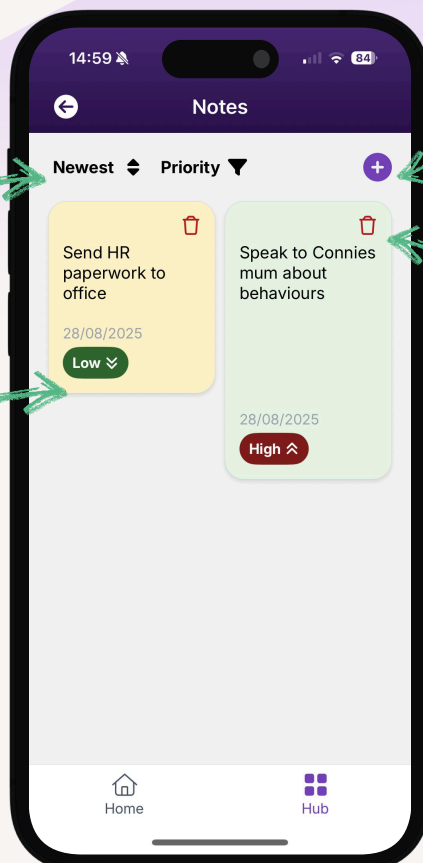 14:59
84
Notes
Newest
Priority
Send HR
paperwork to
office
28/08/2025
Low
Speak to Connies
mum about
behaviours
28/08/2025
High
Home
Hub